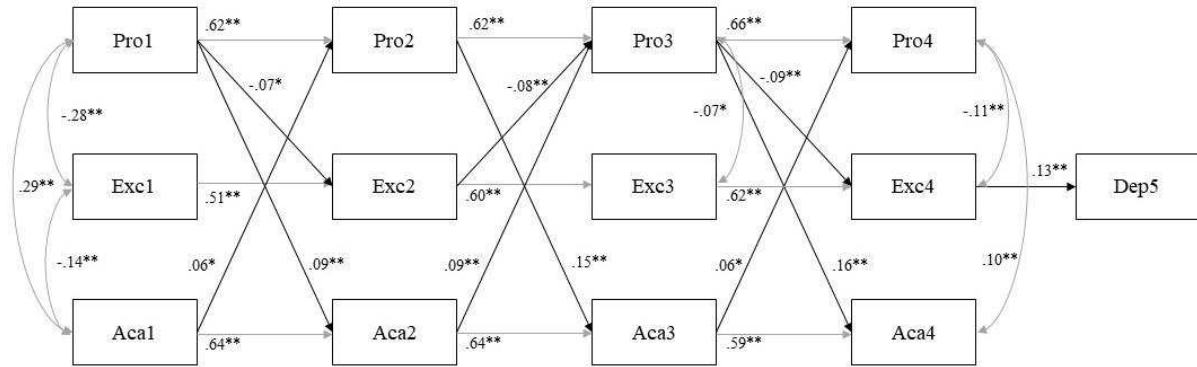 .62**
.62**
.66**
Pro1
Pro2
Pro3
Pro4
-.07*
-.08**
-.09**
-.28**
-.07*
-.11**
.29**
Exc1
.51**
Exc2
.60**
Exc3
.62**
Exc4
.13**
Dep5
-.14**
.06*
.09**
.09**
.15**
.06*
.16**
.10**
Aca1
.64**
Aca2
.64**
Aca3
.59**
Aca4